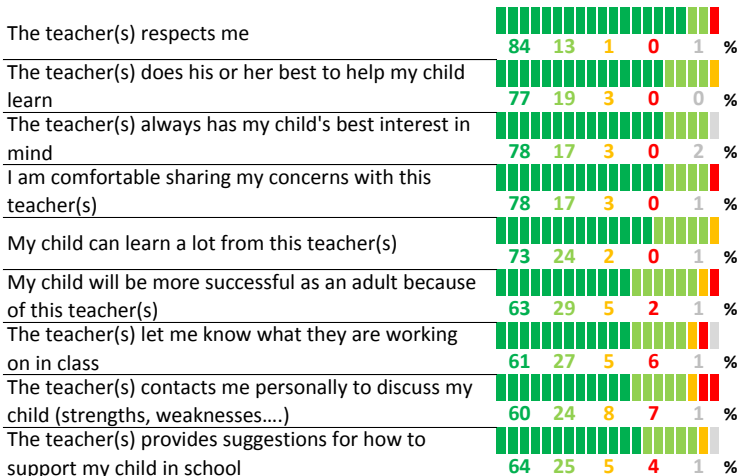 The teacher(s) respects me
84 13 1 0 1 %
The teacher(s) does his or her best to help my child
learn
77 19 3 0 0 %
The teacher(s) always has my child's best interest in
mind
78 17 3 0 2 %
I am comfortable sharing my concerns with this
teacher(s)
78 17 3 0 1 %
My child can learn a lot from this teacher(s)
73 24 2 0 1 %
My child will be more successful as an adult because
of this teacher(s)
63 29 5 2 1 %
The teacher(s) let me know what they are working
on in class
61 27 5 6 1 %
The teacher(s) contacts me personally to discuss my
child (strengths, weaknesses....)
60 24 8 7 1 %
The teacher(s) provides suggestions for how to
support my child in school
64 25 5 4 1 %